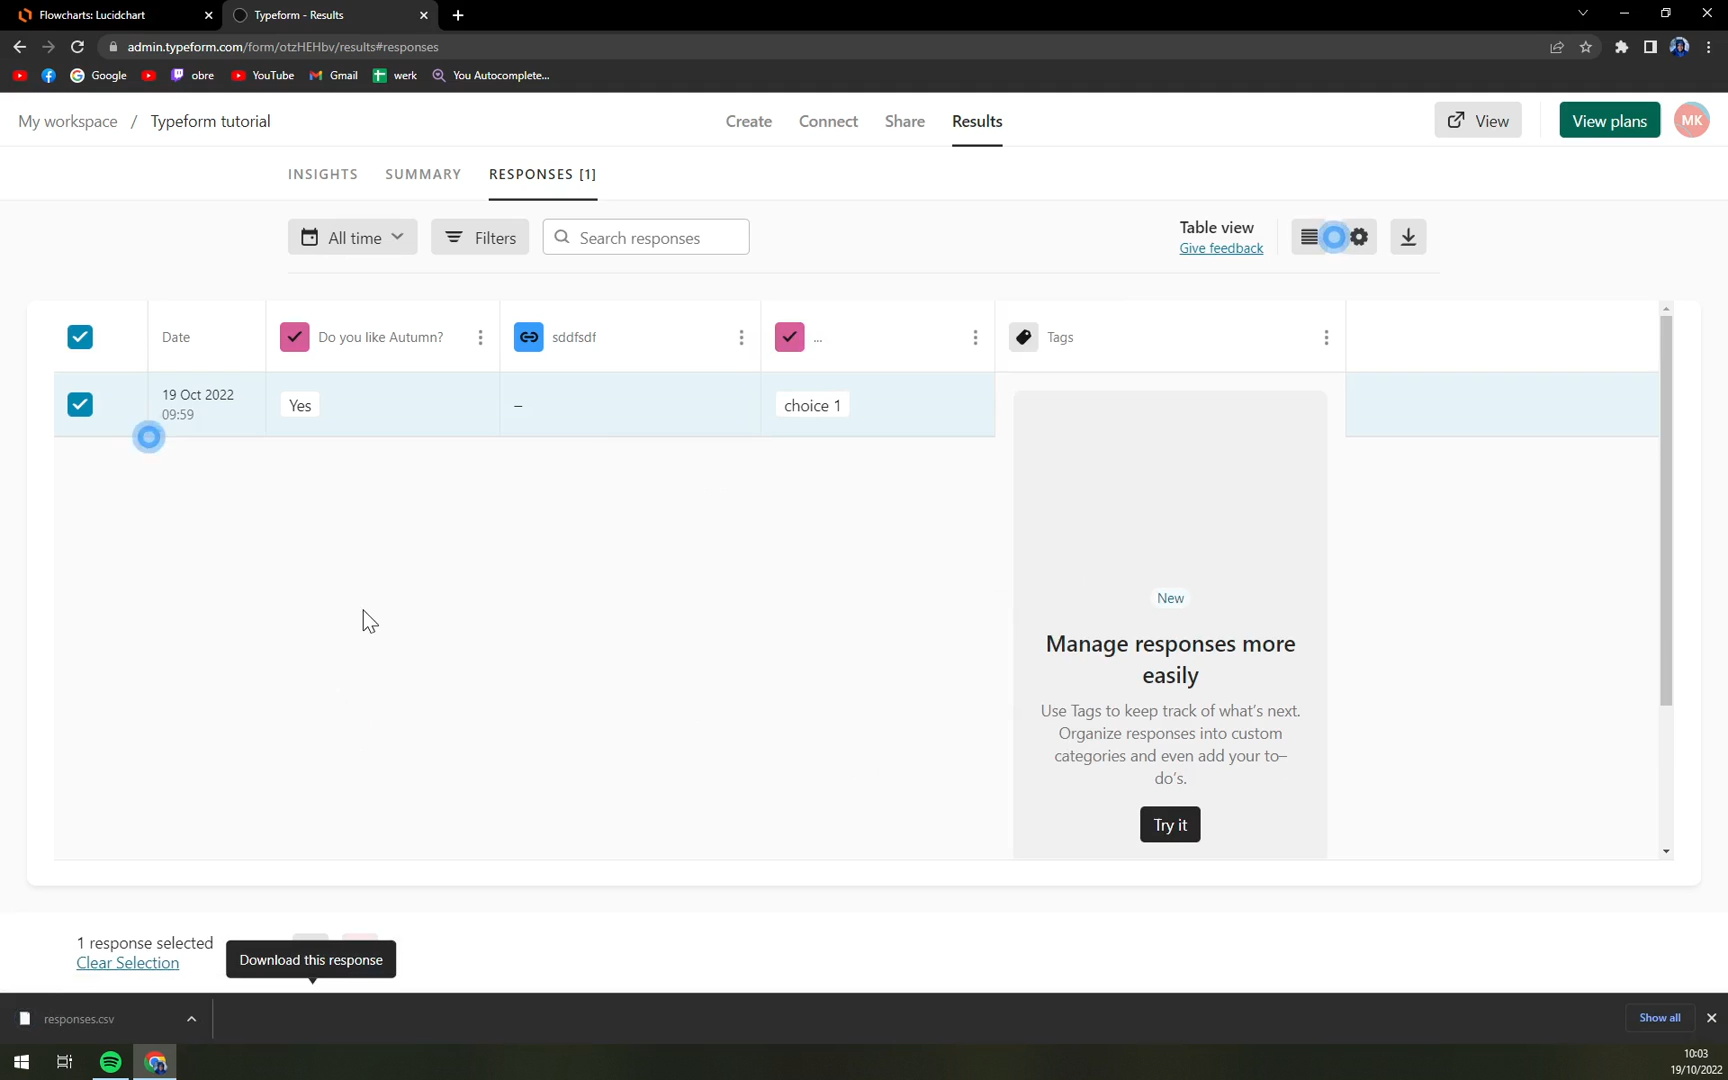 Flowcharts: Lucidchart
Typeform - Results
admin.typeform.com/form/otzHEHbv/results#responses
Google
obre
YouTube
Gmail
werk
You Autocomplete...
My workspace / Typeform tutorial
Create
Connect
Share
Results
View
View plans
MK
INSIGHTS
SUMMARY
RESPONSES [1]
All time
Filters
Search responses
Table view
Give feedback
Date
Do you like Autumn?
sddfsdf
...
Tags
19 Oct 2022
09:59
Yes
–
choice 1
New
Manage responses more
easily
Use Tags to keep track of what's next.
Organize responses into custom
categories and even add your to–
do's.
Try it
1 response selected
Clear Selection
Download this response
responses.csv
Show all
10:03
19/10/2022